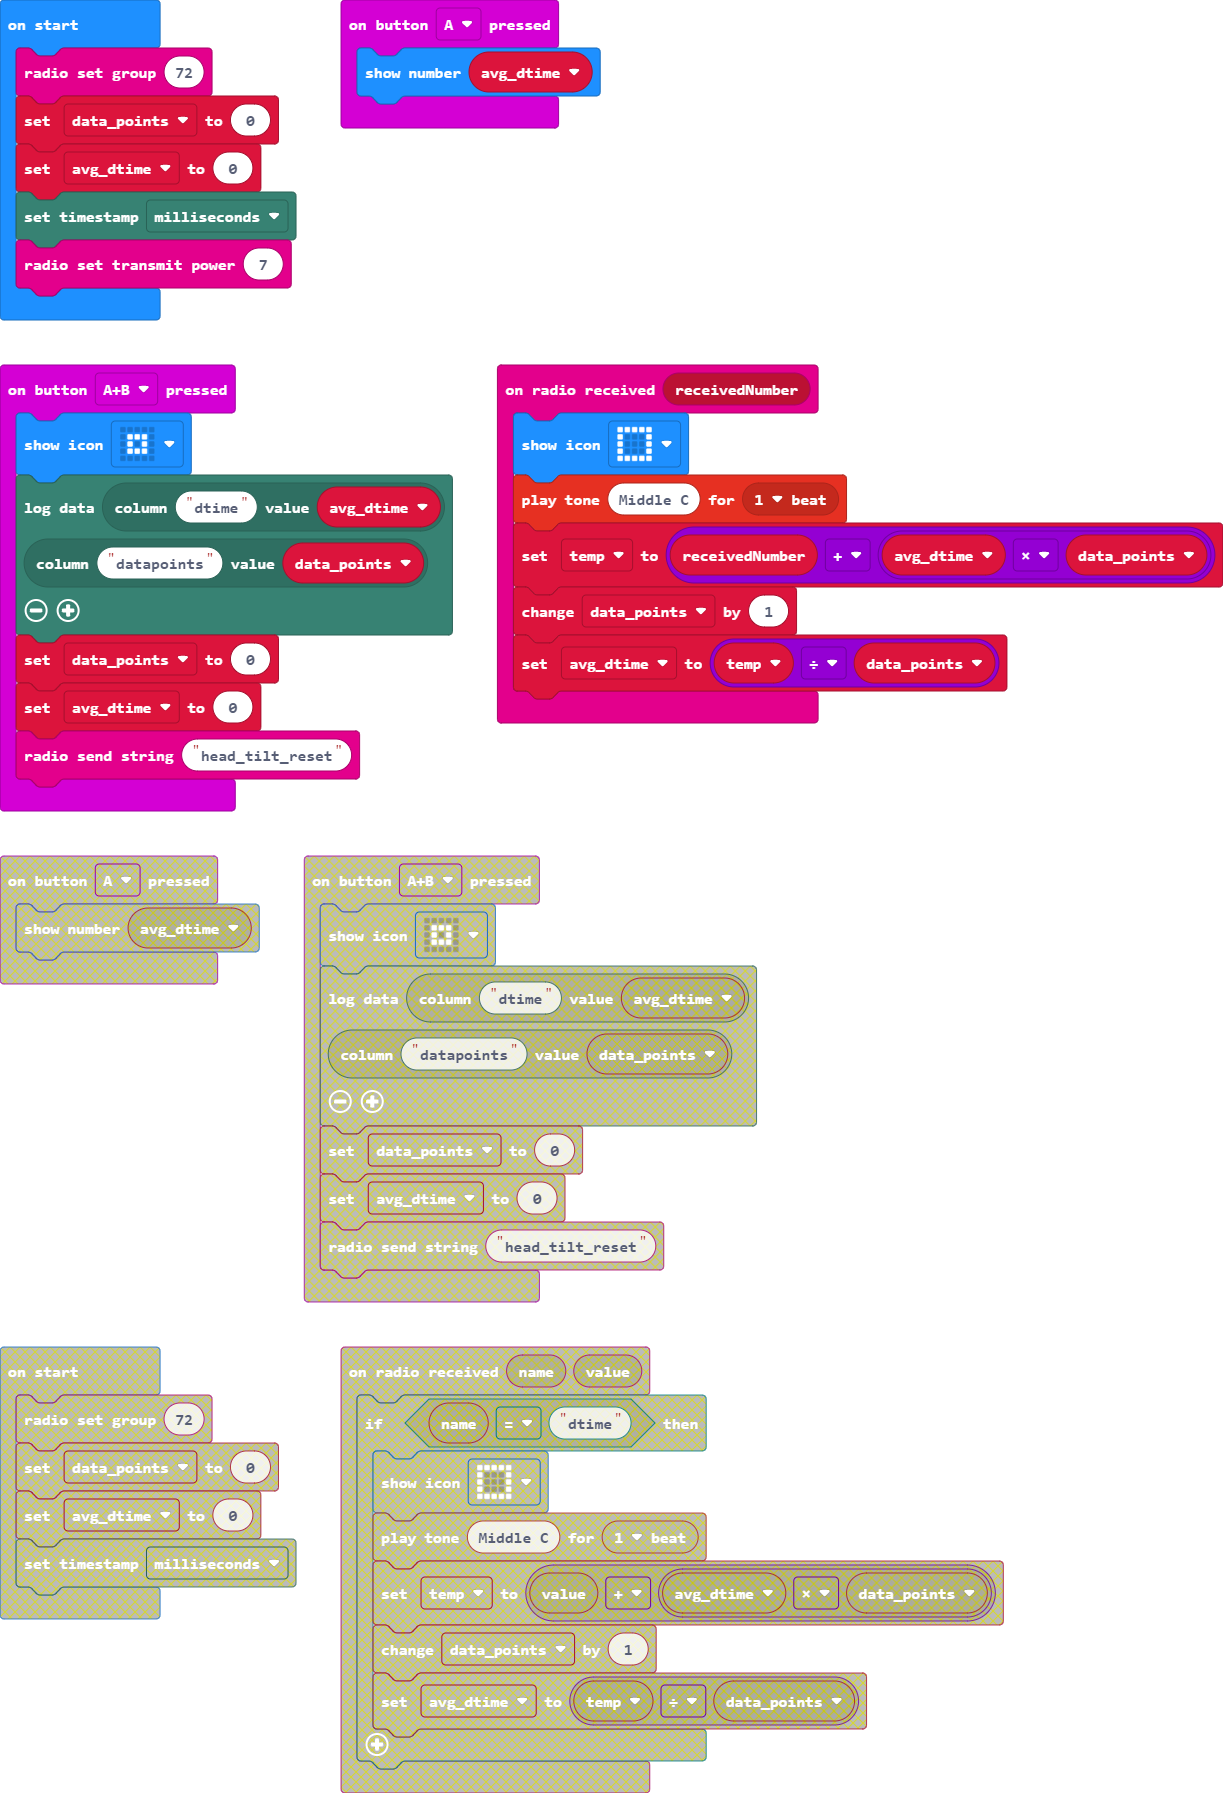 on start
radio set group 72
set data_points to 0
set avg_dtime to 0
set timestamp milliseconds
radio set transmit power 7
on button A pressed
show number avg_dtime
on button A+B pressed
show icon
log data column "dtime" value avg_dtime
column "datapoints" value data_points
set data_points to 0
set avg_dtime to 0
radio send string "head_tilt_reset"
on radio received receivedNumber
show icon
play tone Middle C for 1 beat
set temp to receivedNumber + avg_dtime × data_points
change data_points by 1
set avg_dtime to temp ÷ data_points
on button A pressed
show number avg_dtime
on button A+B pressed
show icon
log data column "dtime" value avg_dtime
column "datapoints" value data_points
set data_points to 0
set avg_dtime to 0
radio send string "head_tilt_reset"
on start
radio set group 72
set data_points to 0
set avg_dtime to 0
set timestamp milliseconds
on radio received name value
if name = "dtime" then
show icon
play tone Middle C for 1 beat
set temp to value + avg_dtime × data_points
change data_points by 1
set avg_dtime to temp ÷ data_points